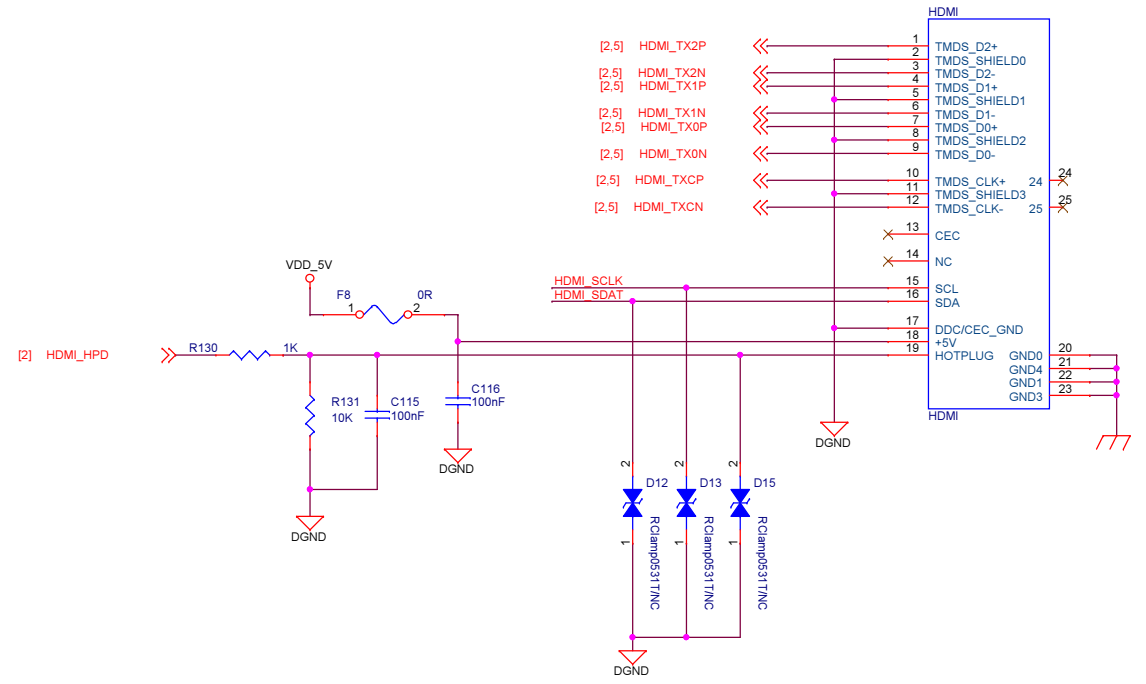 HDMI
[2,5] HDMI_TX2P 1 TMDS_D2+
2 TMDS_SHIELD0
[2,5] HDMI_TX2N 3 TMDS_D2-
[2,5] HDMI_TX1P 4 TMDS_D1+
5 TMDS_SHIELD1
[2,5] HDMI_TX1N 6 TMDS_D1-
[2,5] HDMI_TX0P 7 TMDS_D0+
8 TMDS_SHIELD2
[2,5] HDMI_TX0N 9 TMDS_D0-
[2,5] HDMI_TXCP 10 TMDS_CLK+ 24 24
11 TMDS_SHIELD3
[2,5] HDMI_TXCN 12 TMDS_CLK- 25 25
13 CEC
14 NC
VDD_5V
HDMI_SCLK 15 SCL
HDMI_SDAT 16 SDA
F8 0R
1 2
17 DDC/CEC_GND
18 +5V
[2] HDMI_HPD R130 1K 19 HOTPLUG GND0 20
GND4 21
GND1 22
GND3 23
HDMI
R131 C115 C116
10K 100nF 100nF
DGND
DGND
DGND
2 2 2
D12 D13 D15
RClamp0531T/NC RClamp0531T/NC RClamp0531T/NC
1 1 1
DGND